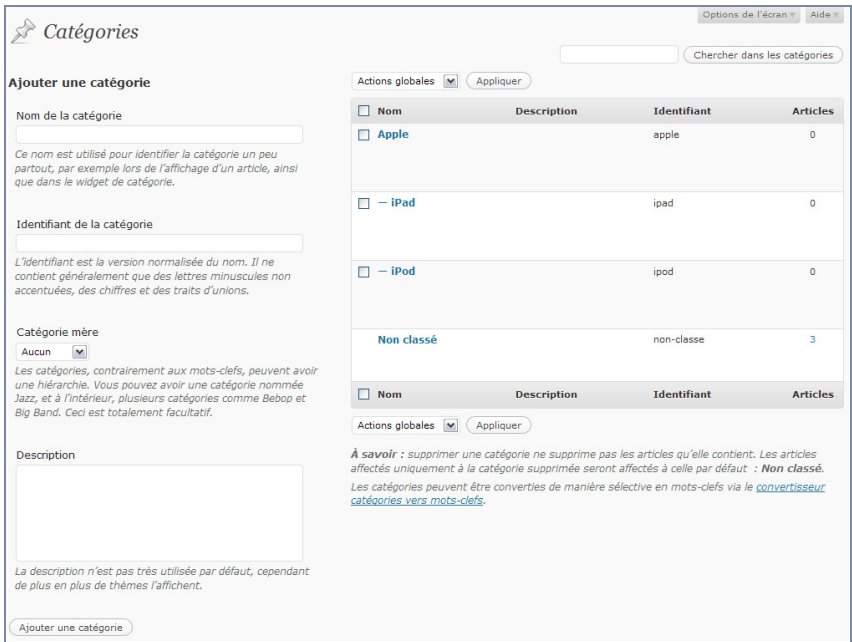 Options de l'écran
Aide
Catégories
Chercher dans les catégories
Ajouter une catégorie
Nom de la catégorie
Ce nom est utilisé pour identifier la catégorie un peu
partout, par exemple lors de l'affichage d'un article, ainsi
que dans le widget de catégorie.
Identifiant de la catégorie
L'identifiant est la version normalisée du nom. Il ne
contient généralement que des lettres minuscules non
accentuées, des chiffres et des traits d'unions.
Catégorie mère
Aucun
Les catégories, contrairement aux mots-clefs, peuvent avoir
une hiérarchie. Vous pouvez avoir une catégorie nommée
Jazz, et à l'intérieur, plusieurs catégories comme Bebop et
Big Band. Ceci est totalement facultatif.
Description
La description n'est pas très utilisée par défaut, cependant
de plus en plus de thèmes l'affichent.
Ajouter une catégorie
Actions globales Appliquer
Nom Description Identifiant Articles
Apple apple 0
— iPad ipad 0
— iPod ipod 0
Non classé non-classe 3
Nom Description Identifiant Articles
Actions globales Appliquer
À savoir : supprimer une catégorie ne supprime pas les articles qu'elle contient. Les articles
affectés uniquement à la catégorie supprimée seront affectés à celle par défaut : Non classé.
Les catégories peuvent être converties de manière sélective en mots-clefs via le convertisseur
catégories vers mots-clefs.